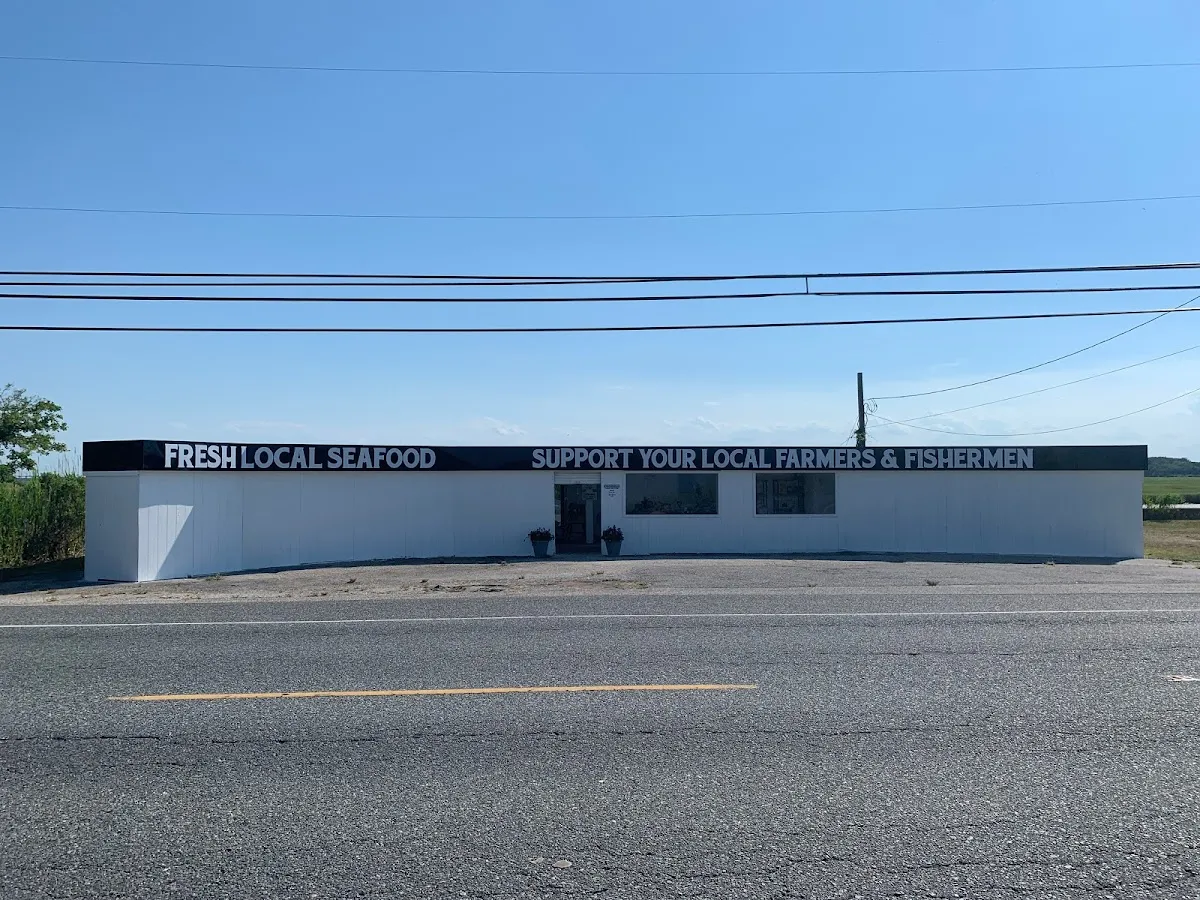 FRESH LOCAL SEAFOOD
SUPPORT YOUR LOCAL FARMERS & FISHERMEN